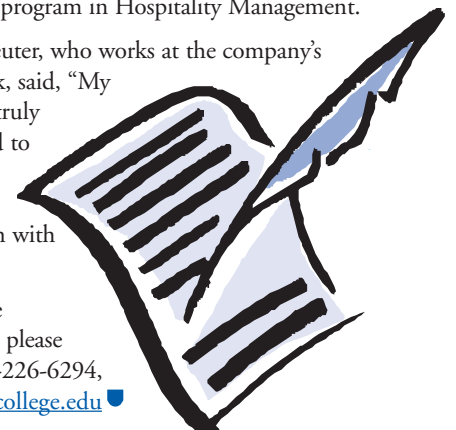 program in Hospitality Management.
euter, who works at the company’s
k, said, “My
truly
d to
n with
e
please
-226-6294,
college.edu